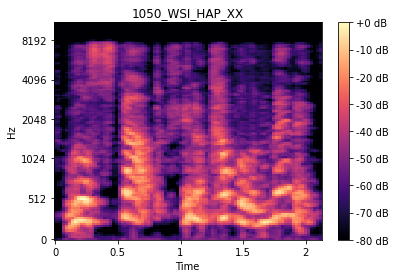 1050_WSI_HAP_XX
+0 dB
8192
-10 dB
4096
-20 dB
-30 dB
2048
Hz
-40 dB
1024
-50 dB
512
-60 dB
-70 dB
0
-80 dB
0 0.5 1 1.5 2
Time